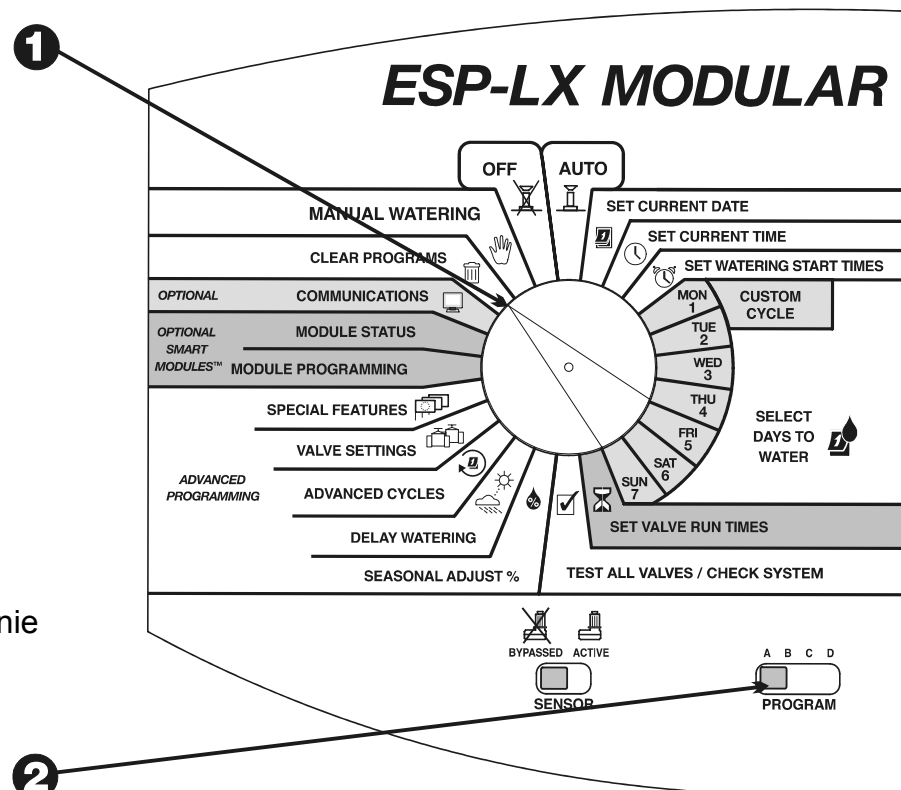 1
ESP-LX MODULAR
OFF
AUTO
MANUAL WATERING
SET CURRENT DATE
CLEAR PROGRAMS
SET CURRENT TIME
SET WATERING START TIMES
OPTIONAL
COMMUNICATIONS
MON
1
CUSTOM
CYCLE
OPTIONAL
SMART
MODULES™
MODULE STATUS
MODULE PROGRAMMING
TUE
2
WED
3
THU
4
FRI
5
SAT
6
SUN
7
SELECT
DAYS TO
WATER
SPECIAL FEATURES
VALVE SETTINGS
ADVANCED
PROGRAMMING
ADVANCED CYCLES
DELAY WATERING
SEASONAL ADJUST %
SET VALVE RUN TIMES
TEST ALL VALVES / CHECK SYSTEM
nie
BYPASSED ACTIVE
SENSOR
A B C D
PROGRAM
2